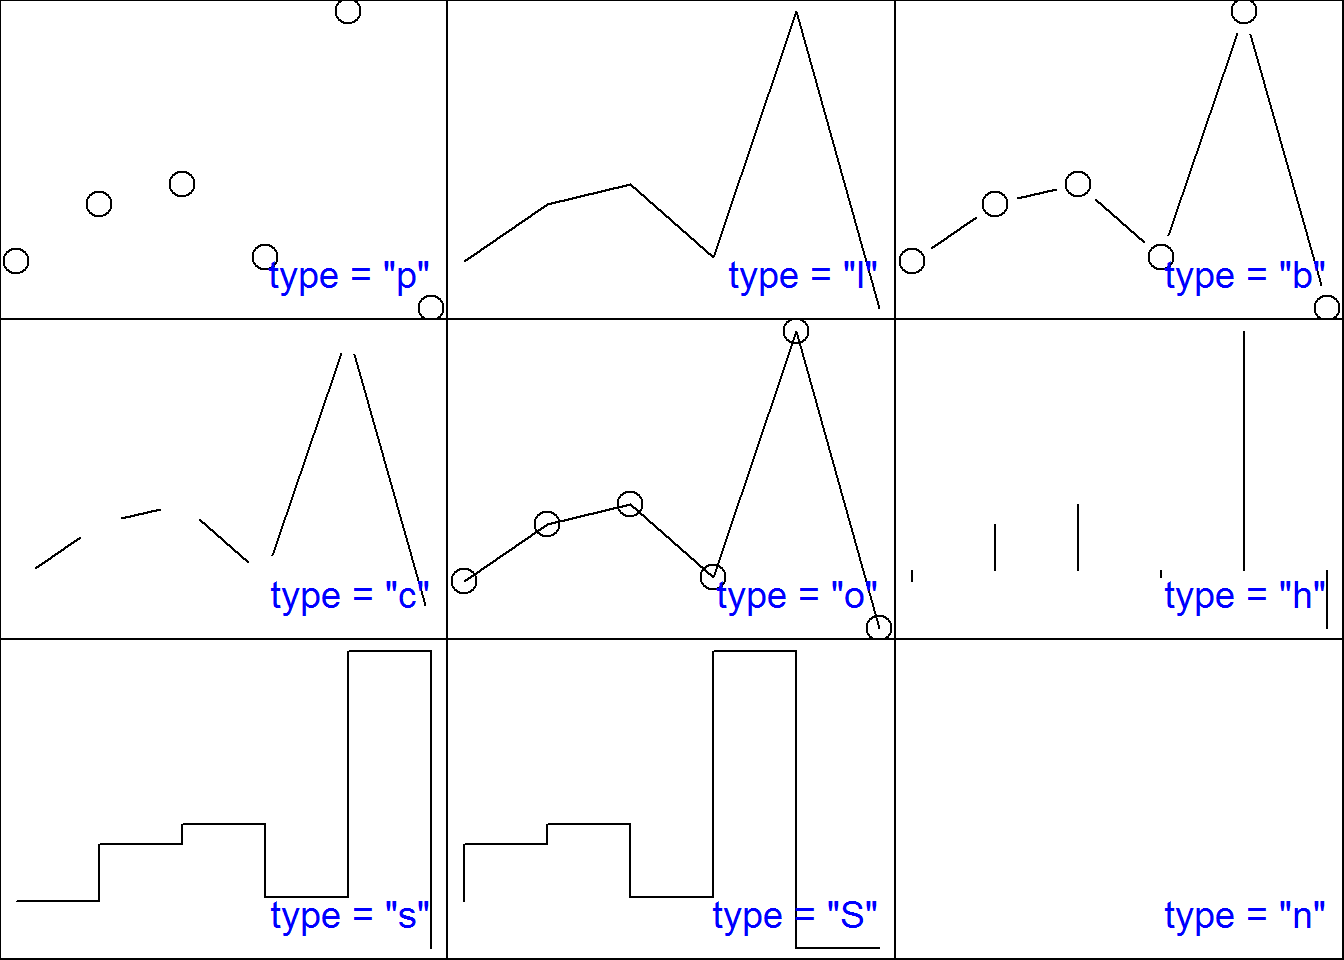 type = "p"
type = "l"
type = "b"
type = "c"
type = "o"
type = "h"
type = "s"
type = "S"
type = "n"